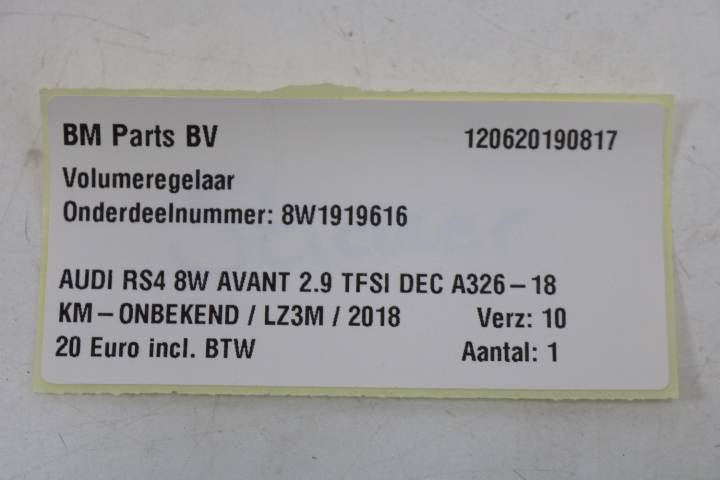 BM Parts BV 120620190817
Volumeregelaar
Onderdeelnummer: 8W1919616
AUDI RS4 8W AVANT 2.9 TFSI DEC A326-18
KM-ONBEKEND / LZ3M / 2018 Verz: 10
20 Euro incl. BTW Aantal: 1